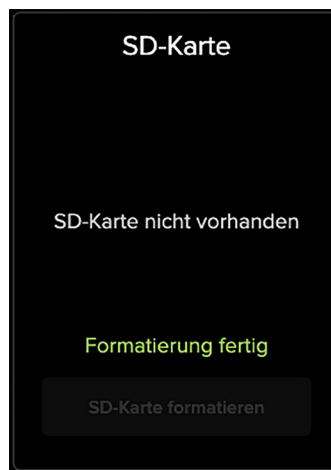 SD-Karte
SD-Karte nicht vorhanden
Formatierung fertig
SD-Karte formatieren